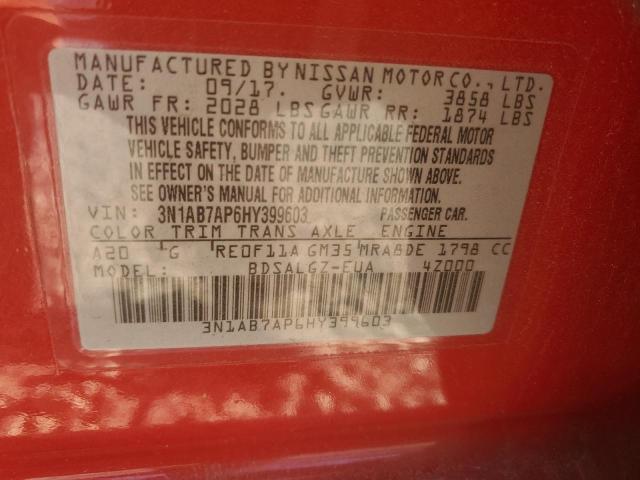 MANUFACTURED BY NISSAN MOTOR CO., LTD.
DATE: 09/17. GVWR: 3858 LBS
GAWR FR: 2028 LBS GAWR RR: 1874 LBS
THIS VEHICLE CONFORMS TO ALL APPLICABLE FEDERAL MOTOR
VEHICLE SAFETY, BUMPER AND THEFT PREVENTION STANDARDS
IN EFFECT ON THE DATE OF MANUFACTURE SHOWN ABOVE.
SEE OWNER'S MANUAL FOR ADDITIONAL INFORMATION.
VIN: 3N1AB7AP6HY399603 PASSENGER CAR.
COLOR TRIM TRANS AXLE ENGINE
A20 G RE0F11A GM35 MRA8DE 1798 CC
MODEL: BDSALGZ-EUA 4Z000
3N1AB7AP6HY399603